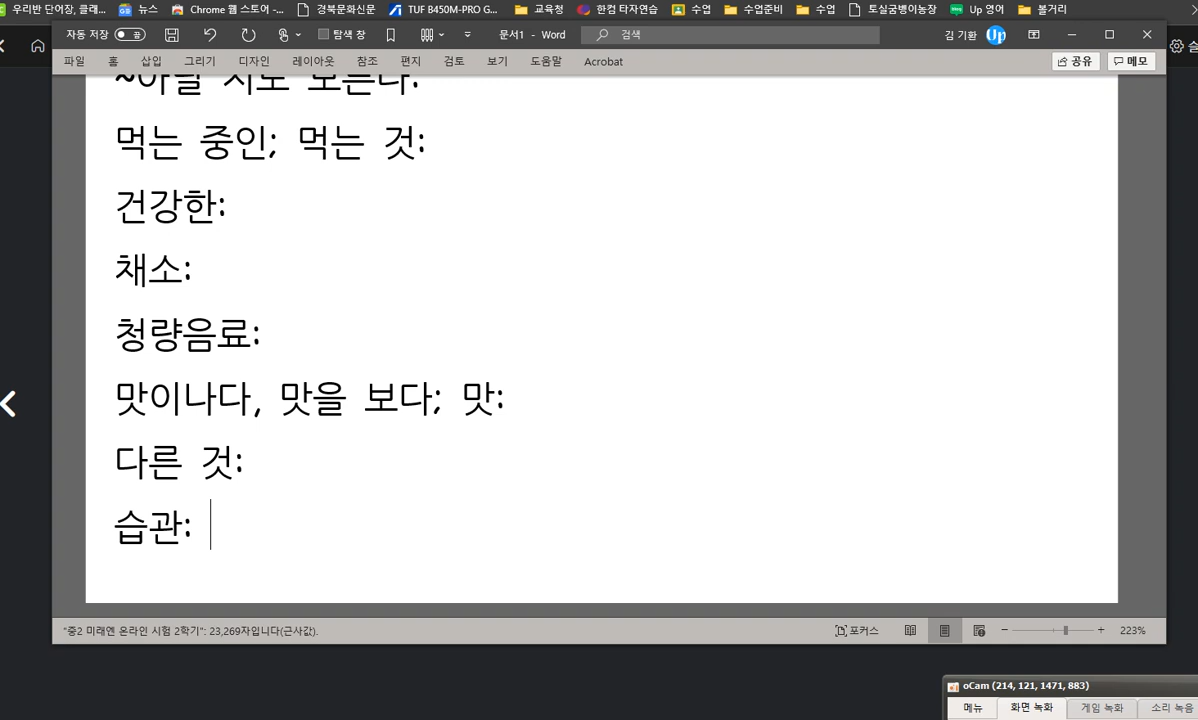 우리반 단어장, 클래... 뉴스 Chrome 웹 스토어 -... 경북문화신문 TUF B450M-PRO G... 교육청 한컴 타자연습 수업 수업준비 수업 토실굼벵이농장 Up 영어 볼거리
자동 저장 끔 탐색 창 문서1 - Word 검색 김 기환 Up
파일 홈 삽입 그리기 디자인 레이아웃 참조 편지 검토 보기 도움말 Acrobat 공유 메모
먹는 중인; 먹는 것:
건강한:
채소:
청량음료:
맛이나다, 맛을 보다; 맛:
다른 것:
습관:
"중2 미래엔 온라인 시험 2학기": 23,269자입니다(근사값). 포커스 223%
oCam (214, 121, 1471, 883)
메뉴 화면 녹화 게임 녹화 소리 녹음